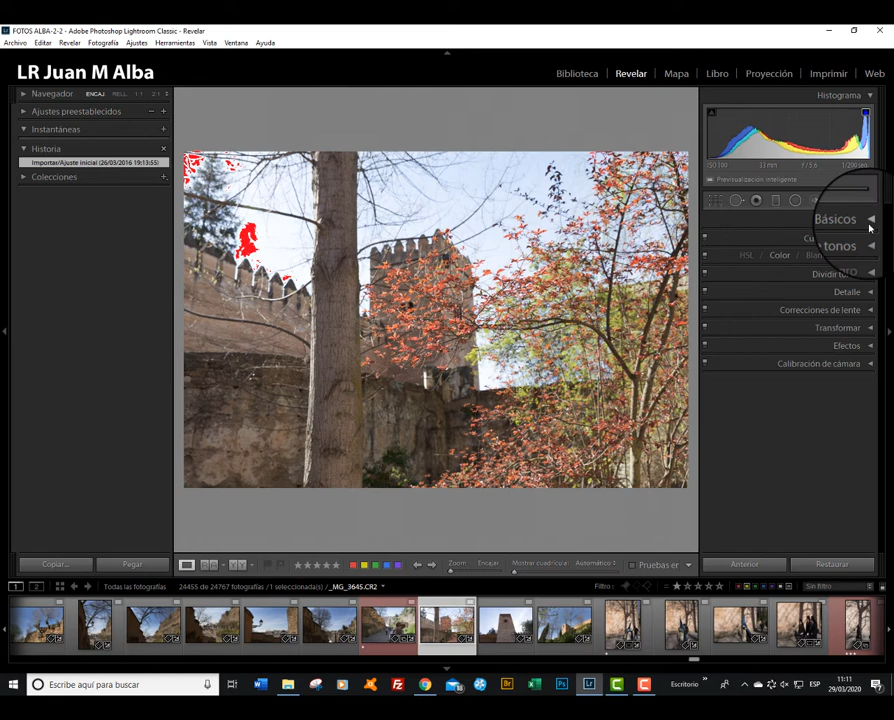 FOTOS ALBA-2-2 - Adobe Photoshop Lightroom Classic - Revelar
Archivo Editar Revelar Fotografía Ajustes Herramientas Vista Ventana Ayuda
LR Juan M Alba
Biblioteca Revelar Mapa Libro Proyección Imprimir Web
Navegador ENCAJ. RELL. 1:1 2:1
Ajustes preestablecidos
Instantáneas
Historia
Importar/Ajuste inicial (26/03/2016 19:13:55)
Colecciones
Histograma
ISO 100 33 mm f / 5.6 1/200 seg
Previsualización inteligente
Básicos
tonos
HSL / Color /
Dividir
Detalle
Correcciones de lente
Transformar
Efectos
Calibración de cámara
Copiar... Pegar
Zoom Encajar Mostrar cuadrícula: Automático
Pruebas er
Anterior Restaurar
1 2 Todas las fotografías 24455 de 24767 fotografías / 1 seleccionada(s) / _MG_3645.CR2
Filtro : Sin filtro
Escribe aquí para buscar
Escritorio
ESP
11:11
29/03/2020